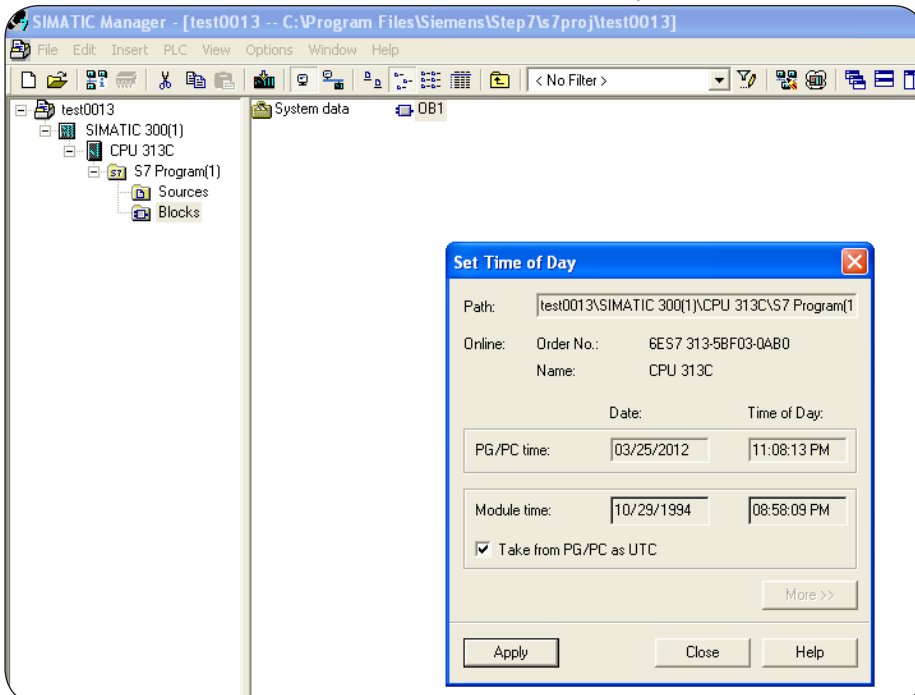 SIMATIC Manager - [test0013 -- C:\Program Files\Siemens\Step7\s7proj\test0013]
File Edit Insert PLC View Options Window Help
< No Filter >
test0013
SIMATIC 300(1)
CPU 313C
S7 Program(1)
Sources
Blocks
System data OB1
Set Time of Day
Path: test0013\SIMATIC 300(1)\CPU 313C\S7 Program(1
Online: Order No.: 6ES7 313-5BF03-0AB0
Name: CPU 313C
Date: Time of Day:
PG/PC time: 03/25/2012 11:08:13 PM
Module time: 10/29/1994 08:58:09 PM
Take from PG/PC as UTC
More >>
Apply Close Help